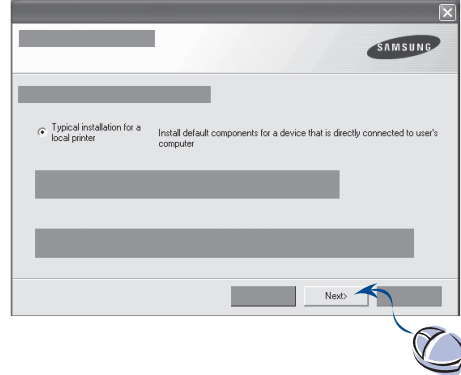 SAMSUNG
Typical installation for a
local printer
Install default components for a device that is directly connected to user's
computer
Next>